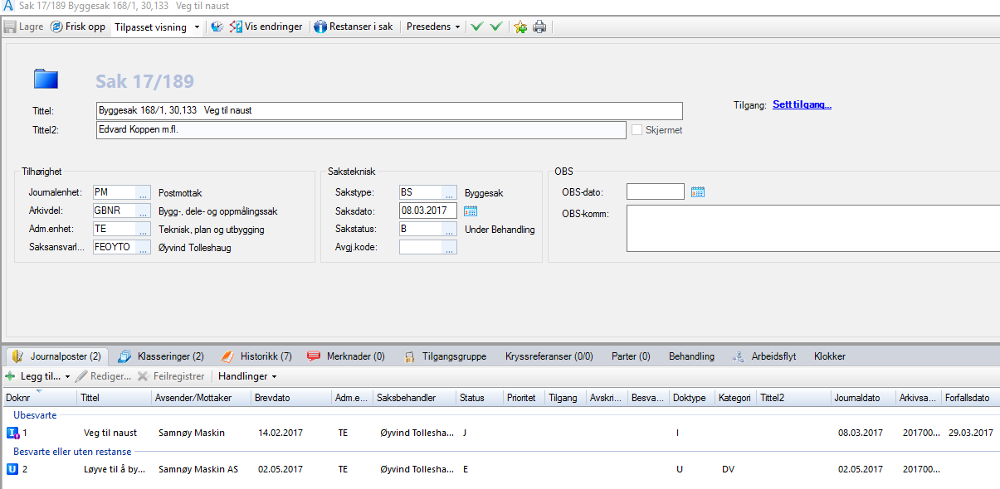 Sak 17/189 Byggesak 168/1, 30,133 Veg til naust
Lagre Frisk opp Tilpasset visning Vis endringer Restanser i sak Presedens
Sak 17/189
Tittel: Byggesak 168/1, 30,133 Veg til naust Tilgang: Sett tilgang...
Tittel2: Edvard Koppen m.fl. Skjermet
Tilhørighet Saksteknisk OBS
Journalenhet: PM ... Postmottak Sakstype: BS ... Byggesak OBS-dato:
Arkivdel: GBNR ... Bygg-, dele- og oppmålingssak Saksdato: 08.03.2017 OBS-komm:
Adm.enhet: TE ... Teknisk, plan og utbygging Sakstatus: B ... Under Behandling
Saksansvarl... FEOYTO ... Øyvind Tolleshaug Avgj.kode: ...
Journalposter (2) Klasseringer (2) Historikk (7) Merknader (0) Tilgangsgruppe Kryssreferanser (0/0) Parter (0) Behandling Arbeidsflyt Klokker
Legg til... Rediger... Feilregistrer Handlinger
Doknr Tittel Avsender/Mottaker Brevdato Adm.e... Saksbehandler Status Prioritet Tilgang Avskri... Besva... Doktype Kategori Tittel2 Journaldato Arkivsa... Forfallsdato
Ubesvarte
I 1 Veg til naust Samnøy Maskin 14.02.2017 TE Øyvind Tollesha... J I 08.03.2017 201700... 29.03.2017
Besvarte eller uten restanse
U 2 Løyve til å by... Samnøy Maskin AS 02.05.2017 TE Øyvind Tollesha... E U DV 02.05.2017 201700...